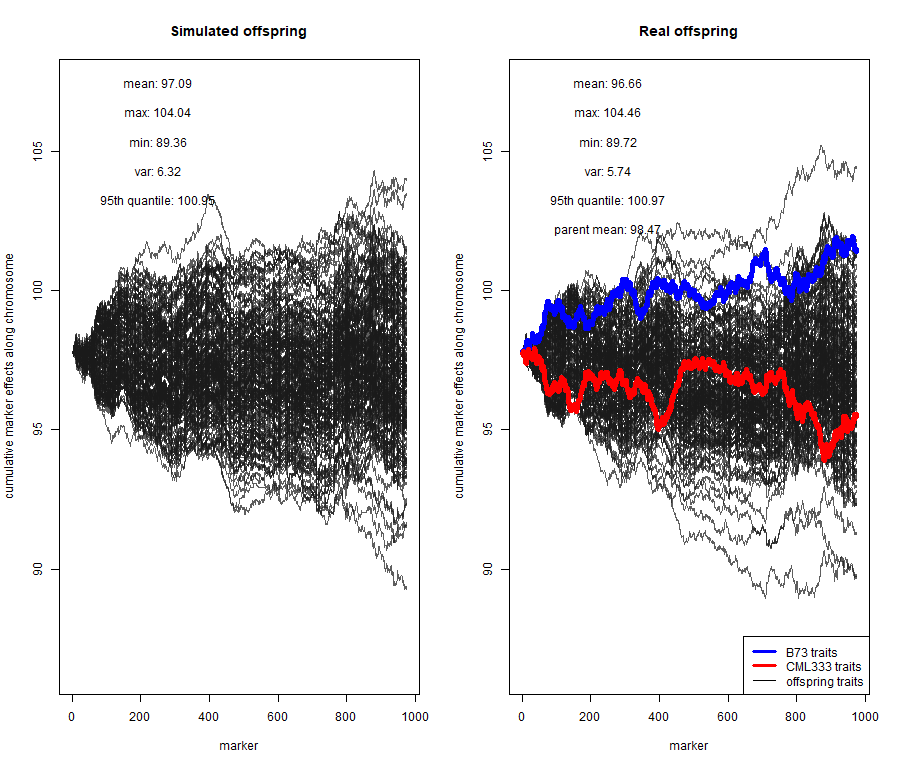 Simulated offspring
mean: 97.09
max: 104.04
min: 89.36
var: 6.32
95th quantile: 100.95
cumulative marker effects along chromosome
105
100
95
90
0 200 400 600 800 1000
marker
Real offspring
mean: 96.66
max: 104.46
min: 89.72
var: 5.74
95th quantile: 100.97
parent mean: 98.47
cumulative marker effects along chromosome
105
100
95
90
B73 traits
CML333 traits
offspring traits
0 200 400 600 800 1000
marker